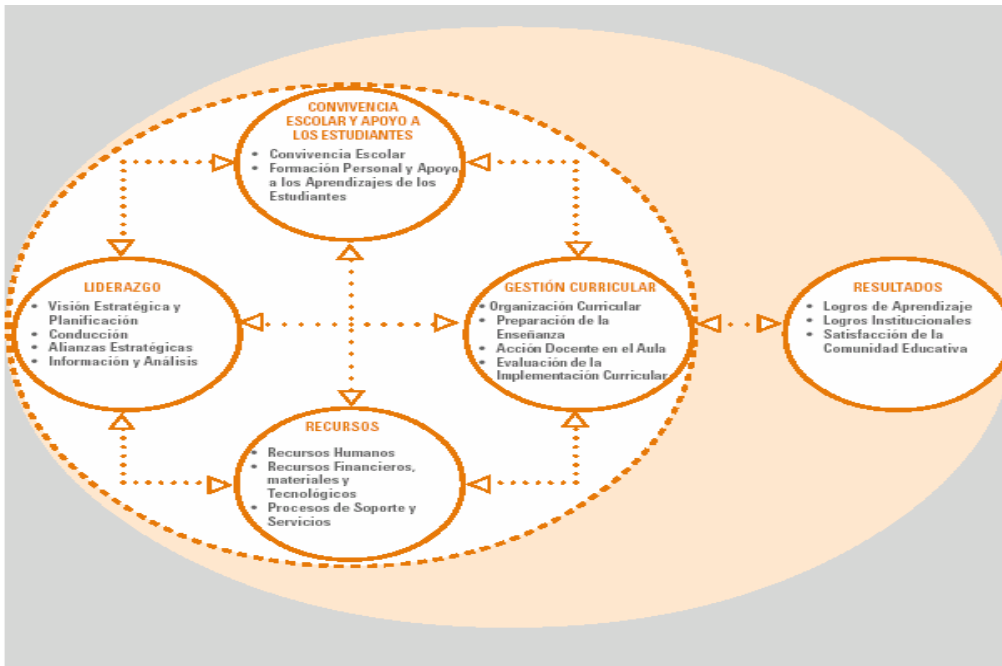 CONVIVENCIA
ESCOLAR Y APOYO A
LOS ESTUDIANTES
• Convivencia Escolar
• Formación Personal y Apoyo
a los Aprendizajes de los
Estudiantes
LIDERAZGO
• Visión Estratégica y
Planificación
• Conducción
• Alianzas Estratégicas
• Información y Análisis
GESTIÓN CURRICULAR
• Organización Curricular
• Preparación de la
Enseñanza
• Acción Docente en el Aula
• Evaluación de la
Implementación Curricular
RESULTADOS
• Logros de Aprendizaje
• Logros Institucionales
• Satisfacción de la
Comunidad Educativa
RECURSOS
• Recursos Humanos
• Recursos Financieros,
materiales y
Tecnológicos
• Procesos de Soporte y
Servicios